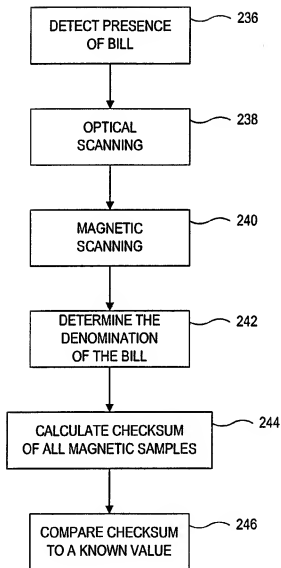 DETECT PRESENCE
OF BILL
236
OPTICAL
SCANNING
238
MAGNETIC
SCANNING
240
DETERMINE THE
DENOMINATION
OF THE BILL
242
CALCULATE CHECKSUM
OF ALL MAGNETIC SAMPLES
244
COMPARE CHECKSUM
TO A KNOWN VALUE
246